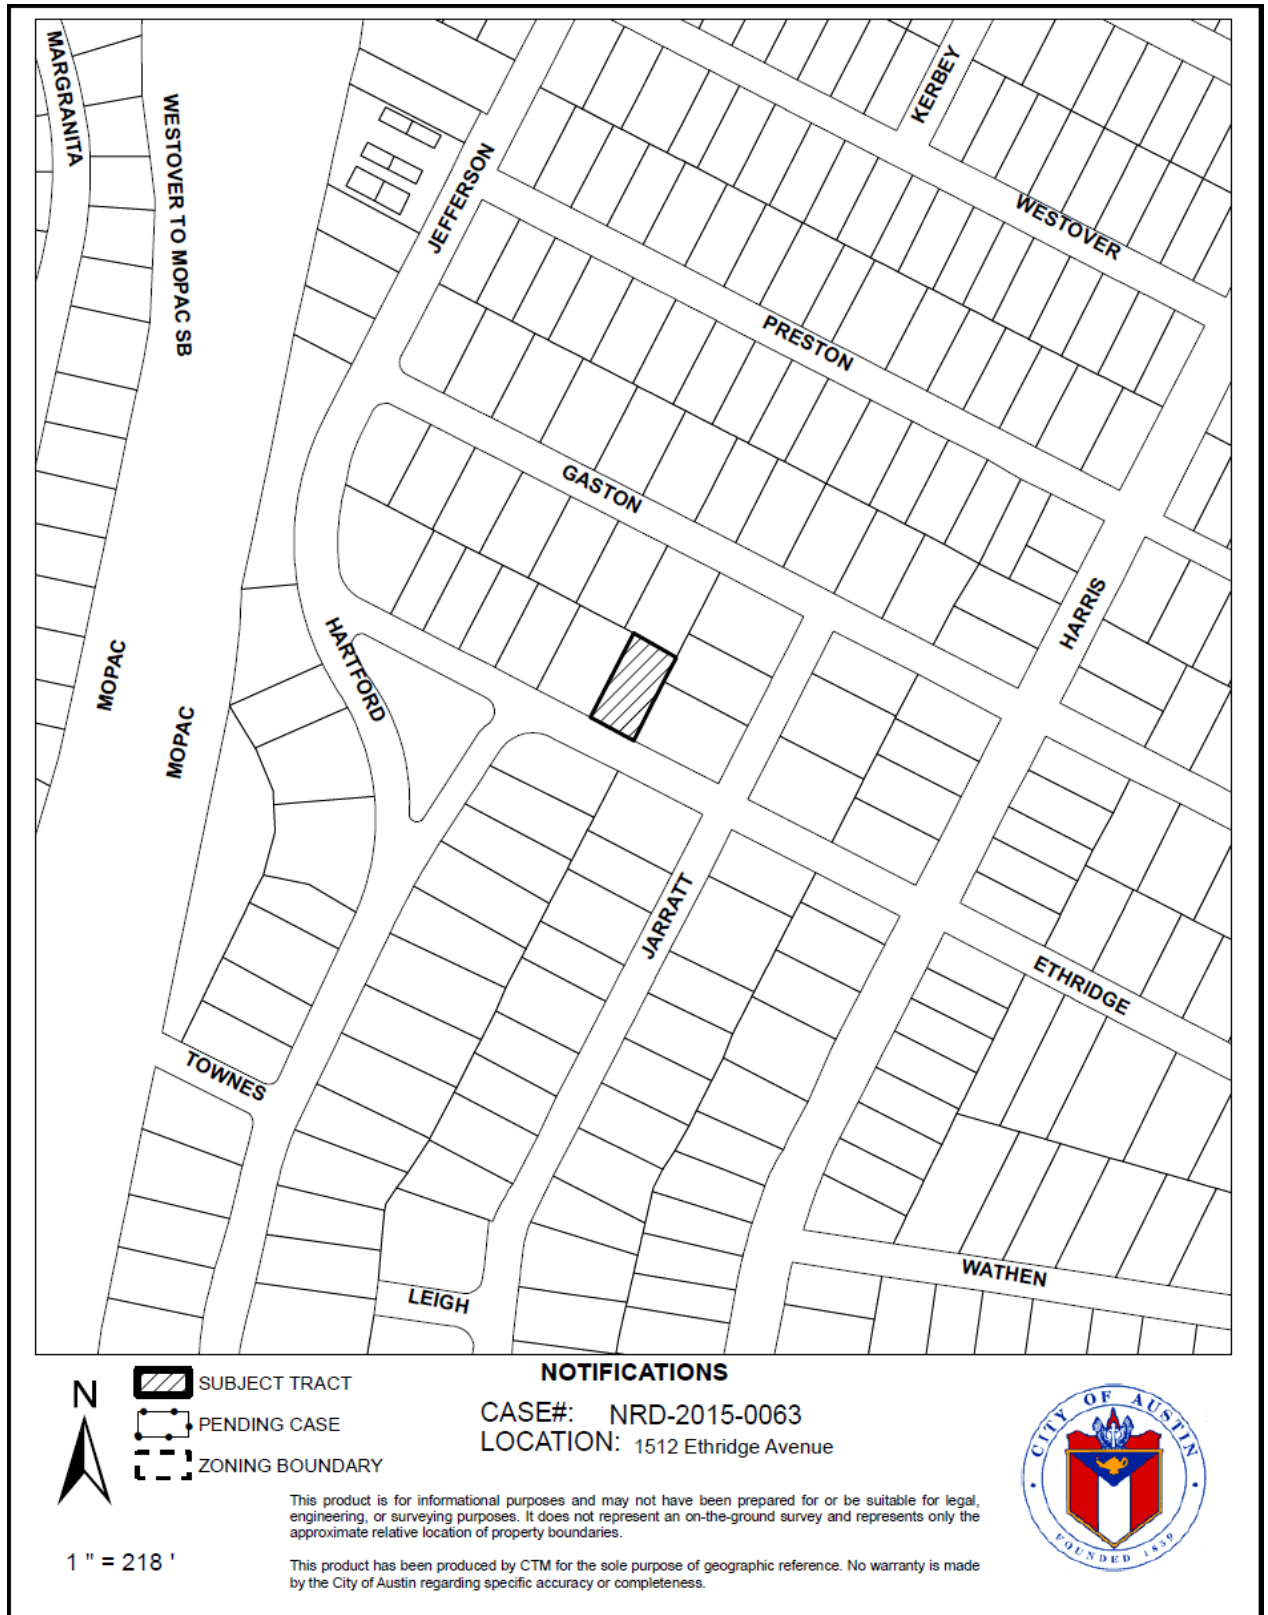 MARGRANITA
WESTOVER TO MOPAC SB
KERBEY
JEFFERSON
WESTOVER
PRESTON
GASTON
HARRIS
HARTFORD
MOPAC
MOPAC
JARRATT
ETHRIDGE
TOWNES
WATHEN
LEIGH
N
SUBJECT TRACT
PENDING CASE
ZONING BOUNDARY
1 " = 218 '
NOTIFICATIONS
CASE#: NRD-2015-0063
LOCATION: 1512 Ethridge Avenue
This product is for informational purposes and may not have been prepared for or be suitable for legal,
engineering, or surveying purposes. It does not represent an on-the-ground survey and represents only the
approximate relative location of property boundaries.
This product has been produced by CTM for the sole purpose of geographic reference. No warranty is made
by the City of Austin regarding specific accuracy or completeness.
CITY OF AUSTIN
FOUNDED 1839